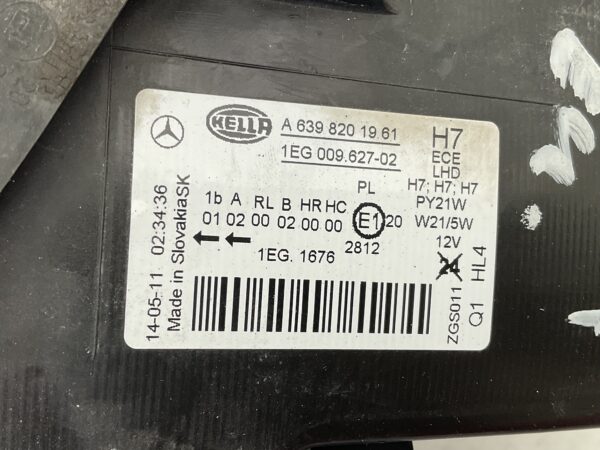 HELLA
A 639 820 19.61
1EG 009.627-02
H7
ECE
LHD
PL
H7; H7; H7
PY21W
W21/5W
12V
1b A RL B HR HC
01 02 00 02 00 00
E1 20
2812
1EG. 1676
14-05-11 02:34:36
Made in SlovakiaSK
ZGS011
Q1 HL4